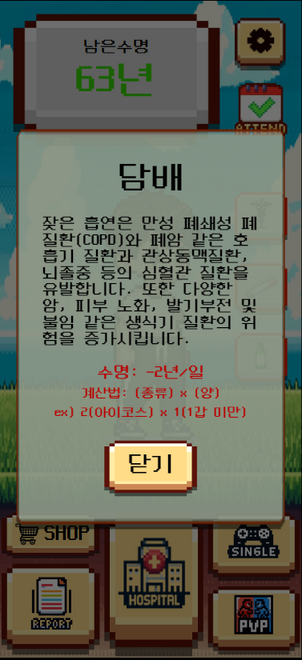 남은수명
63년
ATTEND
담배
잦은 흡연은 만성 폐쇄성 폐
질환(COPD)와 폐암 같은 호
흡기 질환과 관상동맥질환,
뇌졸중 등의 심혈관 질환을
유발합니다. 또한 다양한
암, 피부 노화, 발기부전 및
불임 같은 생식기 질환의 위
험을 증가시킵니다.
수명: -2년/일
계산법: (종류) x (양)
ex) 2(아이코스) x 1(1갑 미만)
닫기
SHOP
SINGLE
HOSPITAL
REPORT
PVP